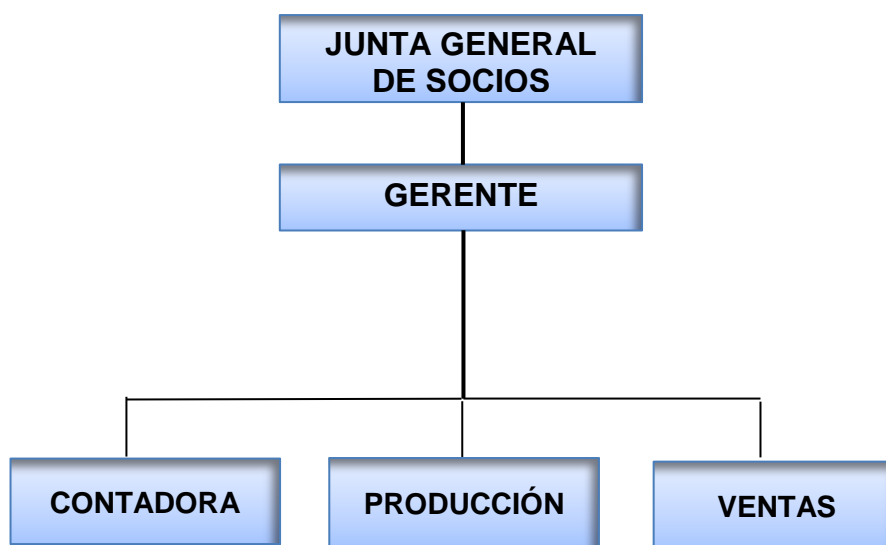 JUNTA GENERAL
DE SOCIOS
GERENTE
CONTADORA
PRODUCCIÓN
VENTAS